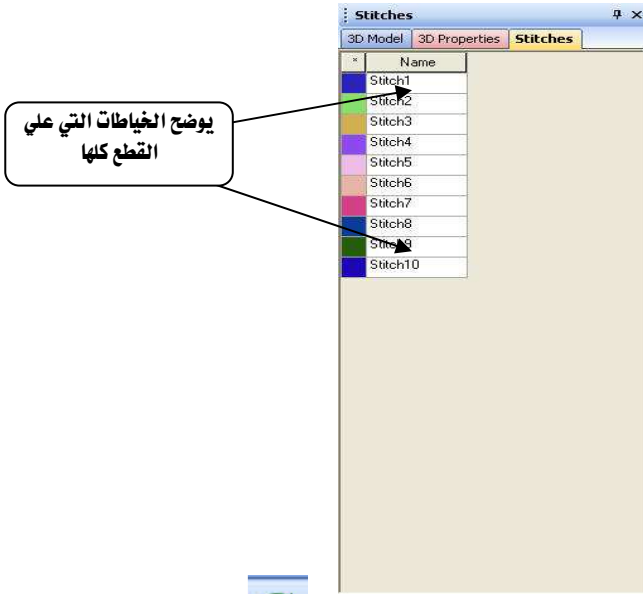 Stitches
3D Model 3D Properties Stitches
* Name
Stitch1
Stitch2
Stitch3
Stitch4
Stitch5
Stitch6
Stitch7
Stitch8
Stitch9
Stitch10
يوضح الخياطات التي علي
القطع كلها